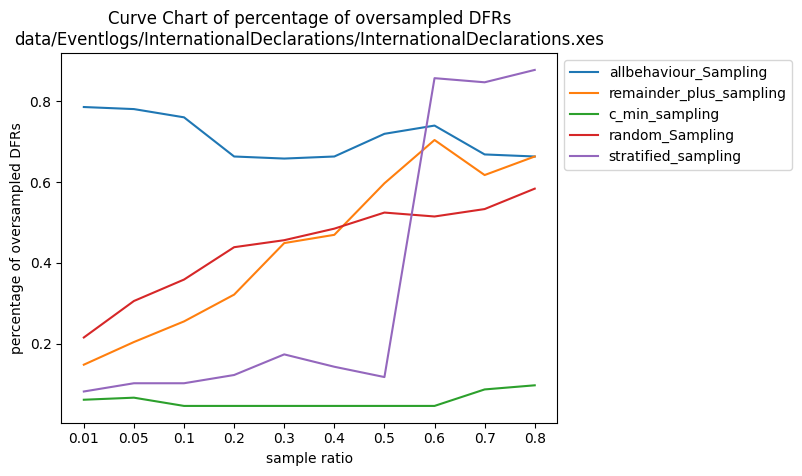 Curve Chart of percentage of oversampled DFRs
data/Eventlogs/InternationalDeclarations/InternationalDeclarations.xes
percentage of oversampled DFRs
0.8
0.6
0.4
0.2
0.01 0.05 0.1 0.2 0.3 0.4 0.5 0.6 0.7 0.8
sample ratio
allbehaviour_Sampling
remainder_plus_sampling
c_min_sampling
random_Sampling
stratified_sampling